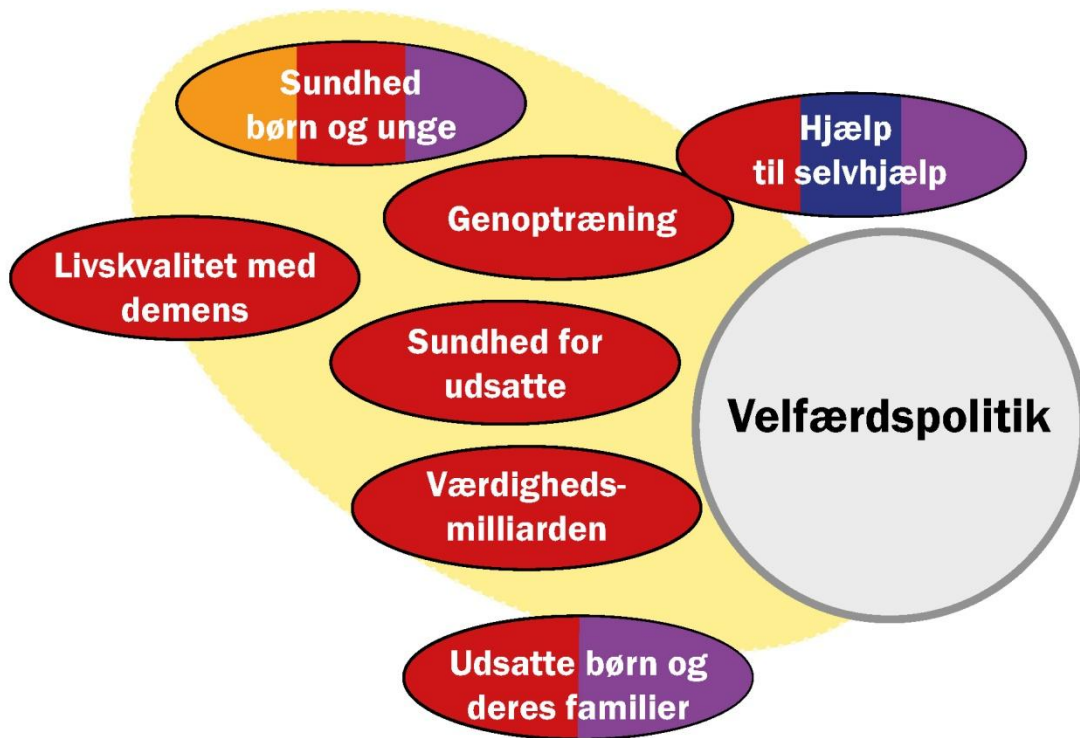 Sundhed
børn og unge
Hjælp
til selvhjælp
Genoptræning
Livskvalitet med
demens
Sundhed for
udsatte
Velfærdspolitik
Værdigheds-
milliarden
Udsatte børn og
deres familier